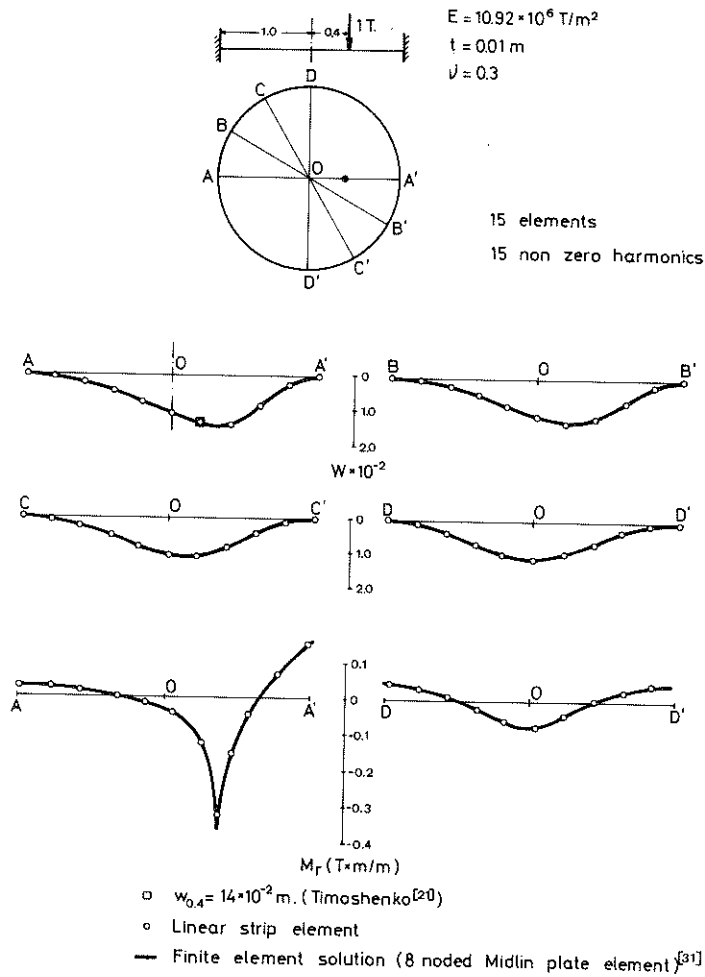 1.0 0.4 1 T.
E = 10.92*10⁶ T/m²
t = 0.01 m
ν̇ = 0.3
D
C
B
O
A A'
B'
C'
D'
15 elements
15 non zero harmonics
A O A'
0
1.0
2.0
B O B'
W*10⁻²
C O C'
0
1.0
2.0
D O D'
0.1
0
-0.1
-0.2
-0.3
-0.4
A O A'
D O D'
Mr (T*m/m)
w0.4 = 14*10⁻² m. (Timoshenko[21])
Linear strip element
Finite element solution (8 noded Midlin plate element)[31]